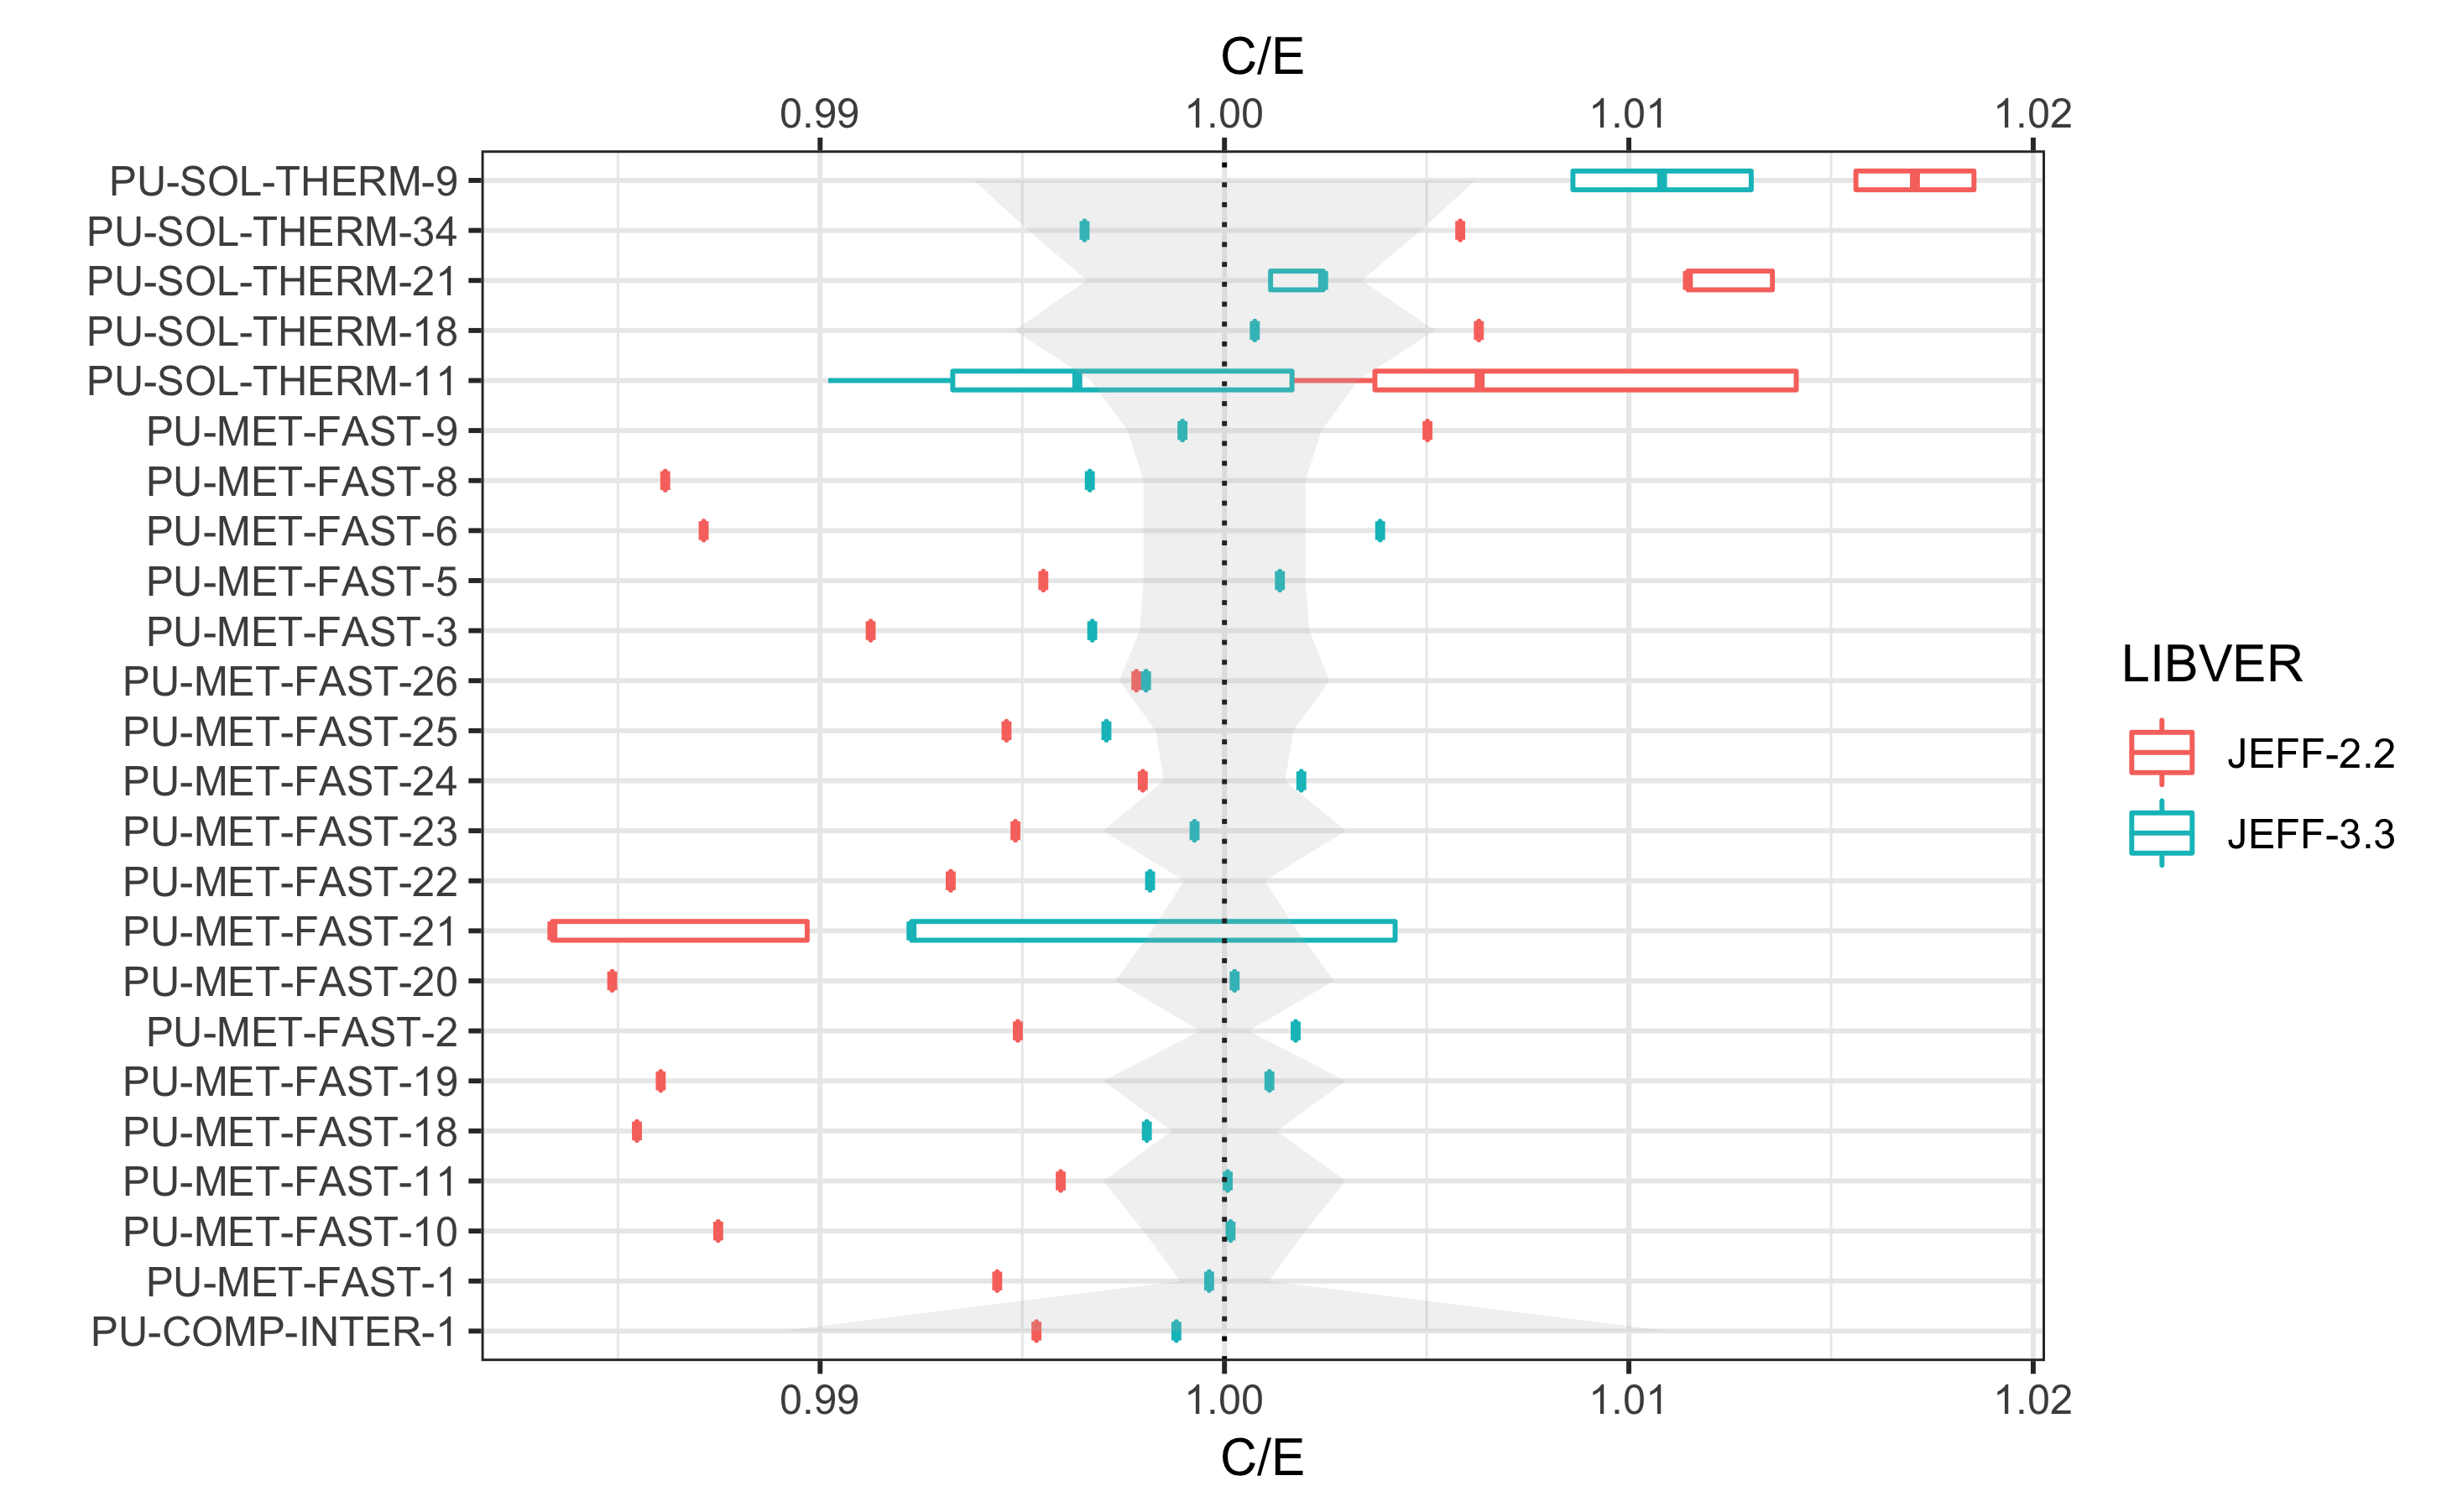 C/E
0.99 1.00 1.01 1.02
PU-SOL-THERM-9
PU-SOL-THERM-34
PU-SOL-THERM-21
PU-SOL-THERM-18
PU-SOL-THERM-11
PU-MET-FAST-9
PU-MET-FAST-8
PU-MET-FAST-6
PU-MET-FAST-5
PU-MET-FAST-3
PU-MET-FAST-26
PU-MET-FAST-25
PU-MET-FAST-24
PU-MET-FAST-23
PU-MET-FAST-22
PU-MET-FAST-21
PU-MET-FAST-20
PU-MET-FAST-2
PU-MET-FAST-19
PU-MET-FAST-18
PU-MET-FAST-11
PU-MET-FAST-10
PU-MET-FAST-1
PU-COMP-INTER-1
0.99 1.00 1.01 1.02
C/E
LIBVER
JEFF-2.2
JEFF-3.3